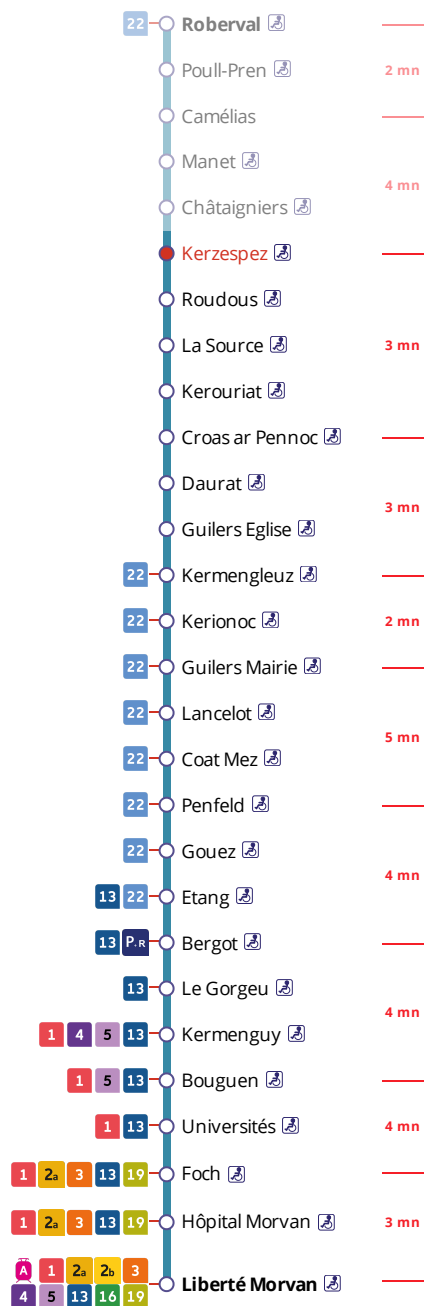 22 Roberval
Poull-Pren 2 mn
Camélias
Manet
4 mn
Châtaigniers
Kerzespez
Roudous
La Source 3 mn
Kerouriat
Croas ar Pennoc
Daurat
3 mn
Guilers Eglise
22 Kermengleuz
22 Kerionoc 2 mn
22 Guilers Mairie
22 Lancelot
5 mn
22 Coat Mez
22 Penfeld
22 Gouez
4 mn
13 22 Etang
13 P+R Bergot
13 Le Gorgeu
4 mn
1 4 5 13 Kermenguy
1 5 13 Bouguen
1 13 Universités 4 mn
1 2a 3 13 19 Foch
1 2a 3 13 19 Hôpital Morvan 3 mn
A 1 2a 2b 3
Liberté Morvan
4 5 13 16 19